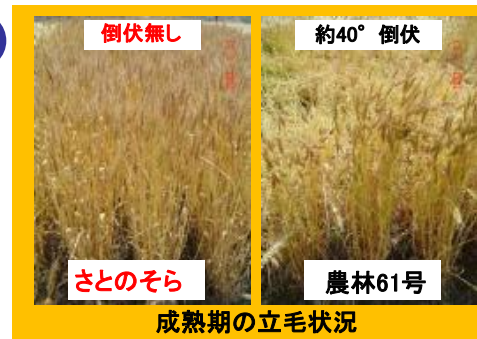 倒伏無し
約40°倒伏
さとのそら
農林61号
成熟期の立毛状況